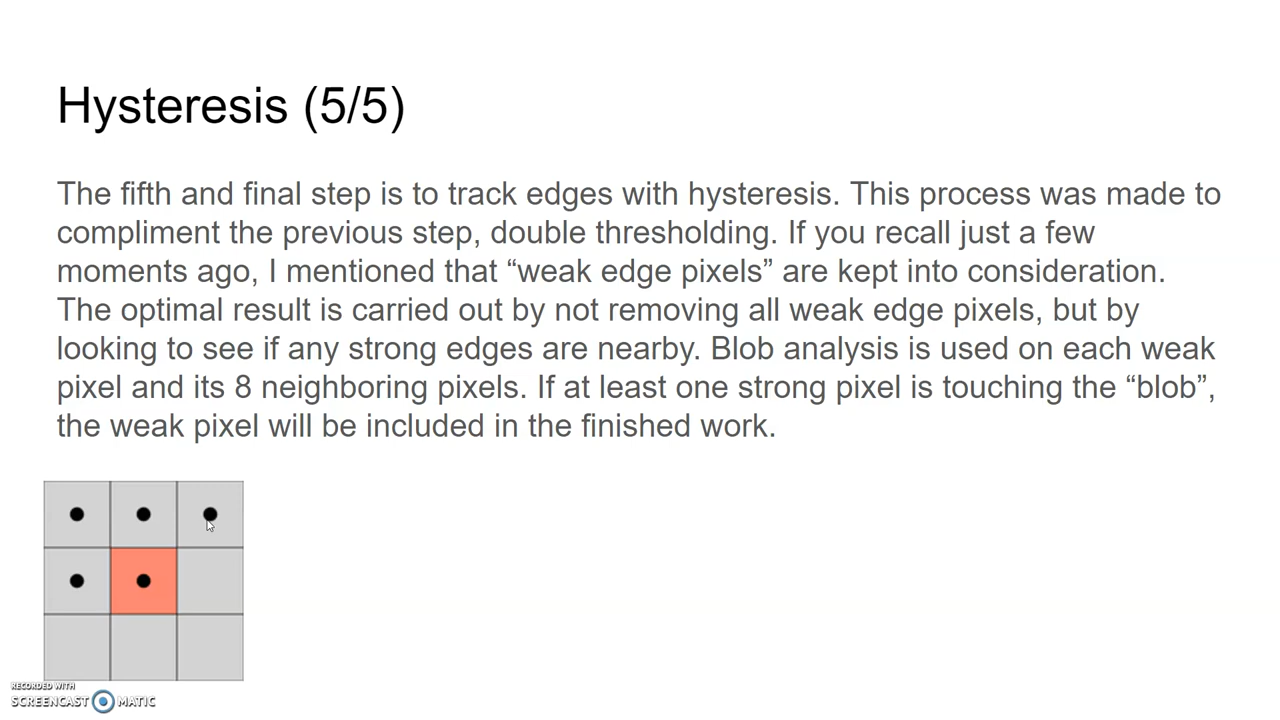 Hysteresis (5/5)
The fifth and final step is to track edges with hysteresis. This process was made to
compliment the previous step, double thresholding. If you recall just a few
moments ago, I mentioned that “weak edge pixels” are kept into consideration.
The optimal result is carried out by not removing all weak edge pixels, but by
looking to see if any strong edges are nearby. Blob analysis is used on each weak
pixel and its 8 neighboring pixels. If at least one strong pixel is touching the “blob”,
the weak pixel will be included in the finished work.
RECORDED WITH
SCREENCAST MATIC